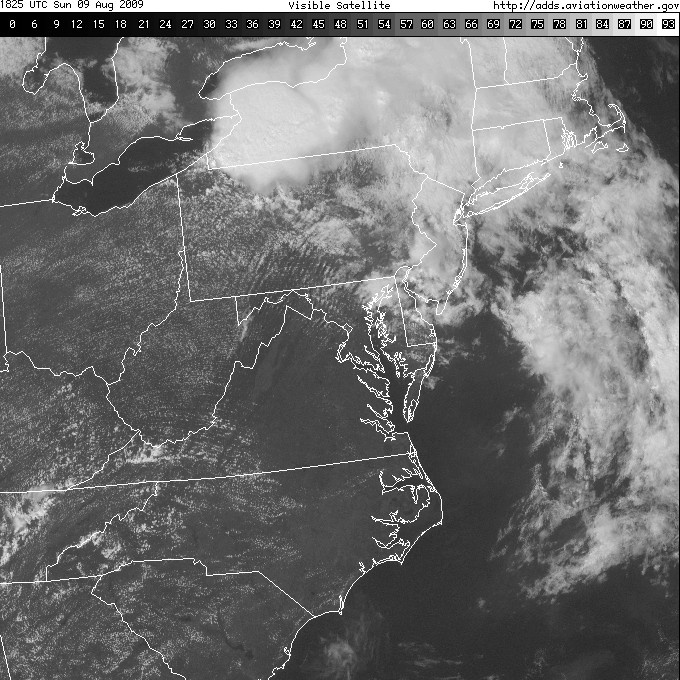 1825 UTC Sun 09 Aug 2009 Visible Satellite http://adds.aviationweather.gov
0 6 9 12 15 18 21 24 27 30 33 36 39 42 45 48 51 54 57 60 63 66 69 72 75 78 81 84 87 90 93